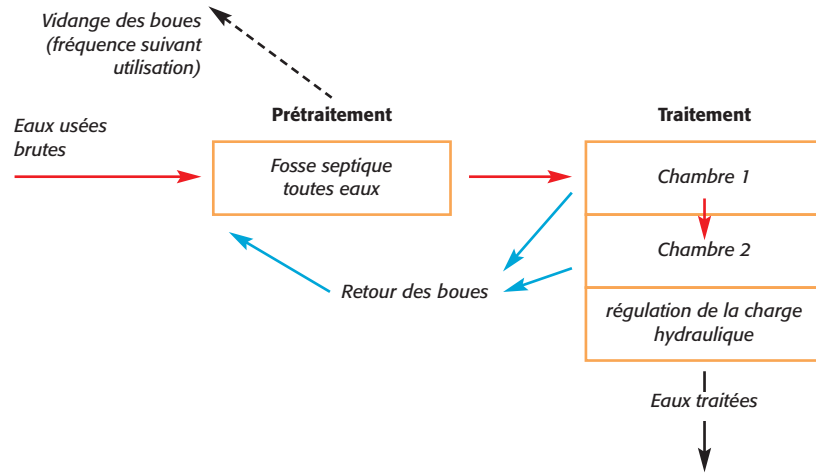 Vidange des boues
(fréquence suivant
utilisation)
Prétraitement
Traitement
Eaux usées
brutes
Fosse septique
toutes eaux
Chambre 1
Chambre 2
Retour des boues
régulation de la charge
hydraulique
Eaux traitées